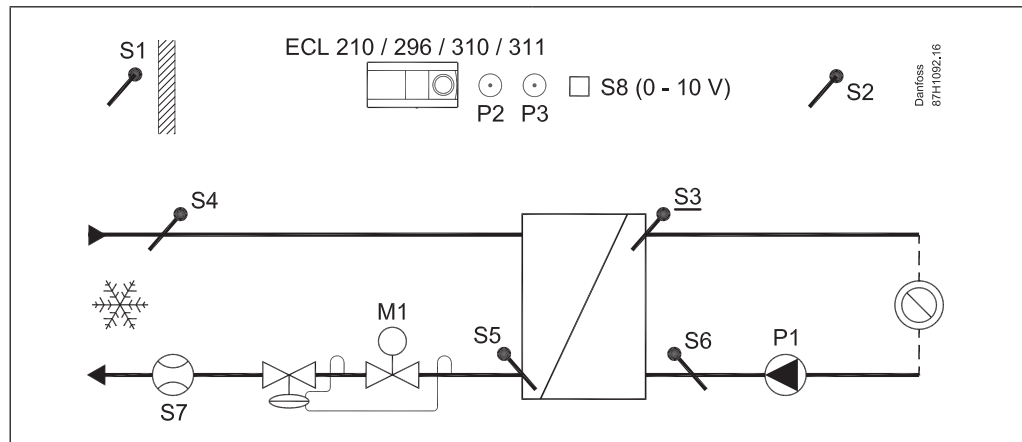 S1
ECL 210 / 296 / 310 / 311
P2
P3
S8 (0 - 10 V)
S2
Danfoss
87H1092.16
S4
S3
M1
S5
S6
P1
S7